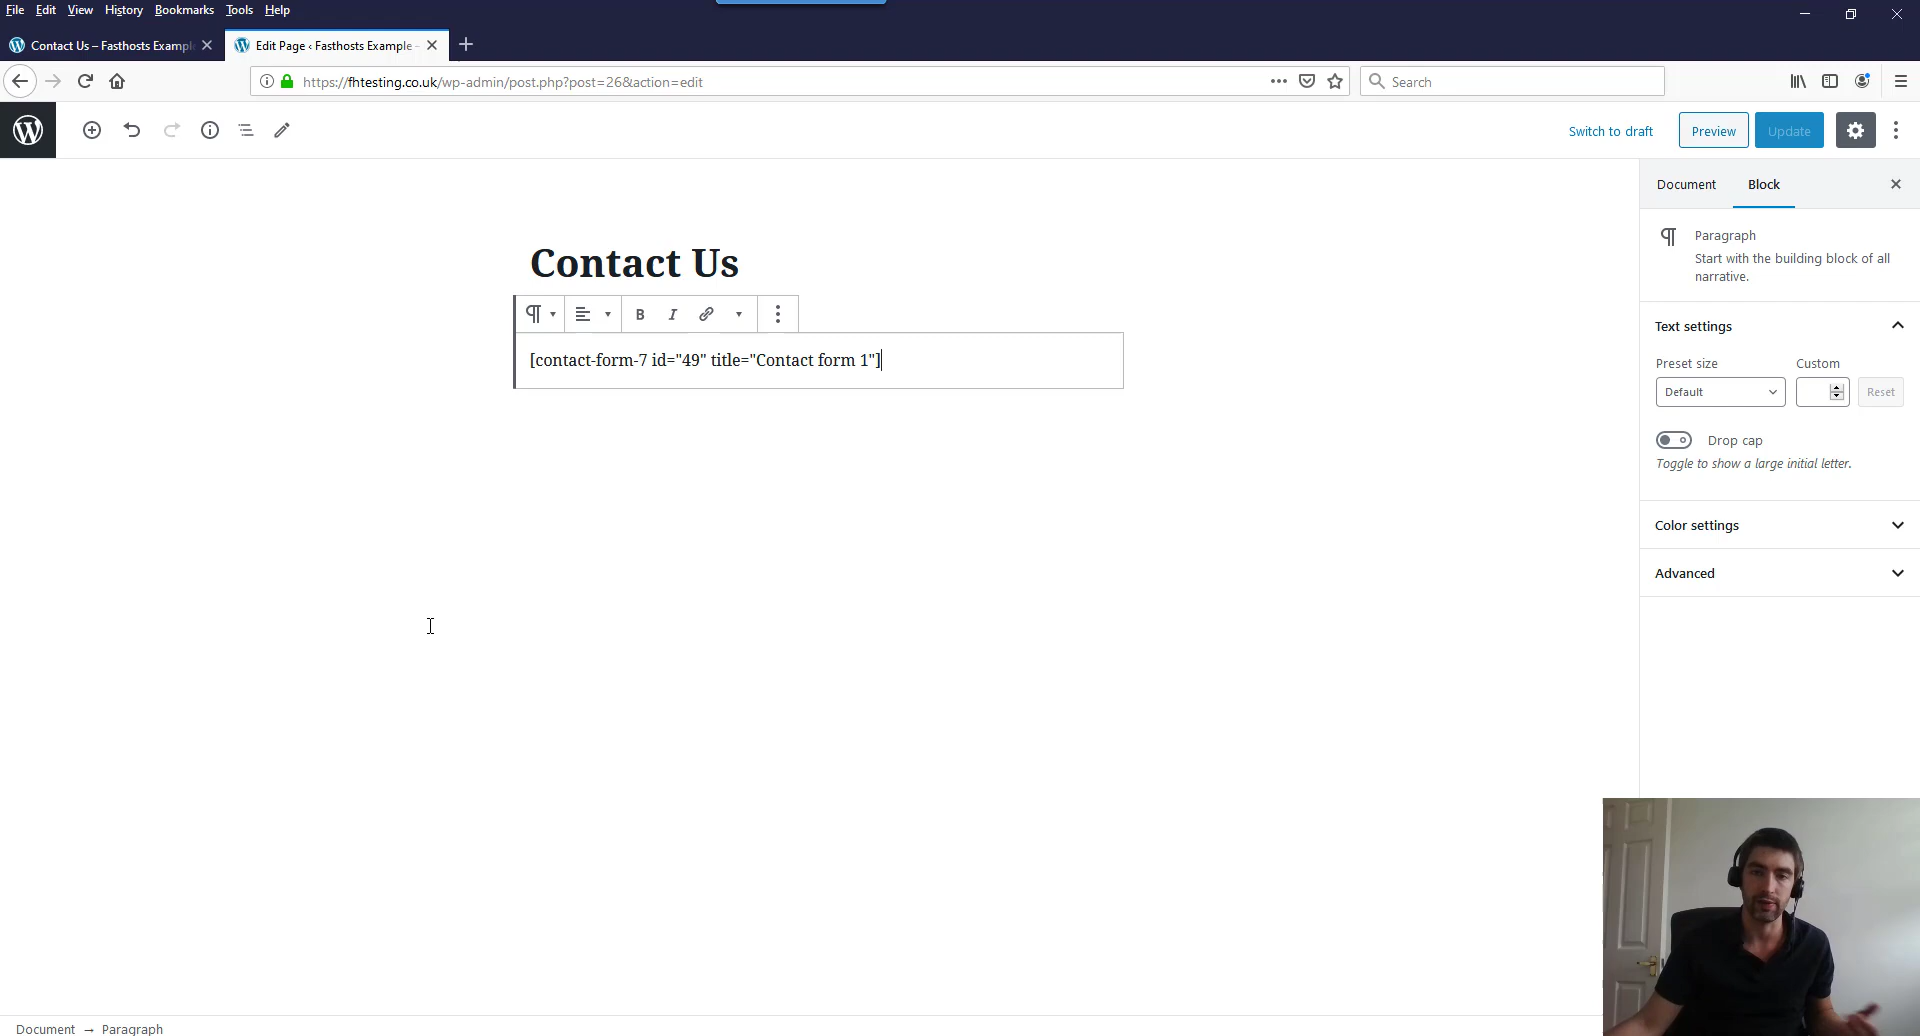 File Edit View History Bookmarks Tools Help
Contact Us – Fasthosts Exampl
Edit Page ‹ Fasthosts Example –
https://fhtesting.co.uk/wp-admin/post.php?post=26&action=edit
Search
Switch to draft
Preview
Update
Document
Block
Paragraph
Start with the building block of all
narrative.
Contact Us
B I
[contact-form-7 id="49" title="Contact form 1"]
Text settings
Preset size
Custom
Default
Reset
Drop cap
Toggle to show a large initial letter.
Color settings
Advanced
Document → Paragraph